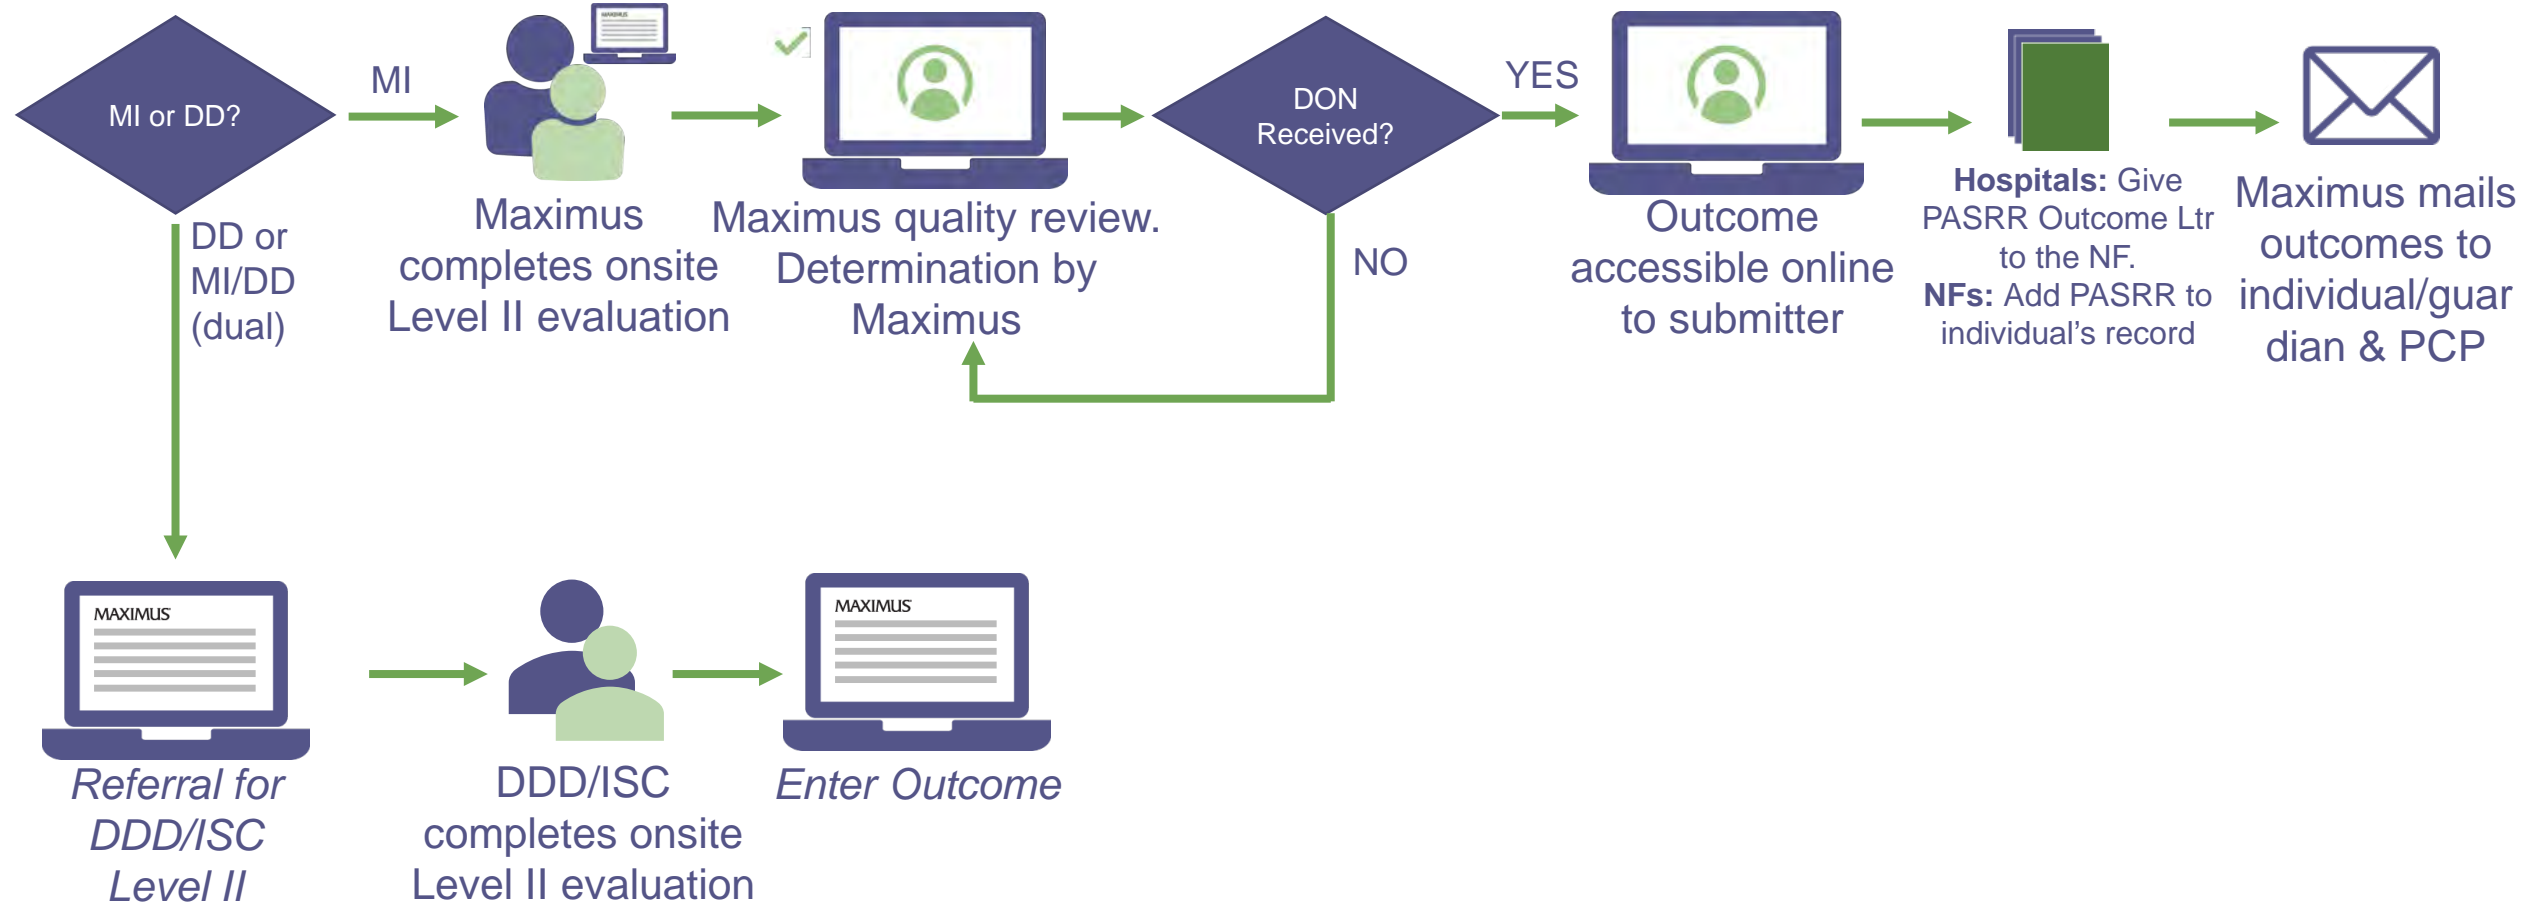 MI or DD?
MI
MAXIMUS
Maximus
completes onsite
Level II evaluation
Maximus quality review.
Determination by
Maximus
DON
Received?
YES
NO
Outcome
accessible online
to submitter
Hospitals: Give
PASRR Outcome Ltr
to the NF.
NFs: Add PASRR to
individual’s record
Maximus mails
outcomes to
individual/guar
dian & PCP
DD or
MI/DD
(dual)
MAXIMUS
Referral for
DDD/ISC
Level II
DDD/ISC
completes onsite
Level II evaluation
MAXIMUS
Enter Outcome